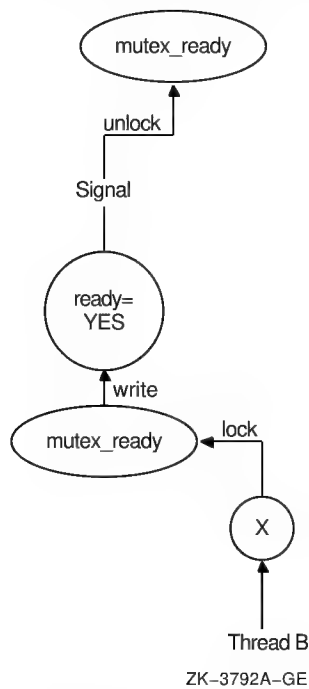 mutex_ready
unlock
Signal
ready=
YES
write
mutex_ready
lock
X
Thread B
ZK–3792A–GE